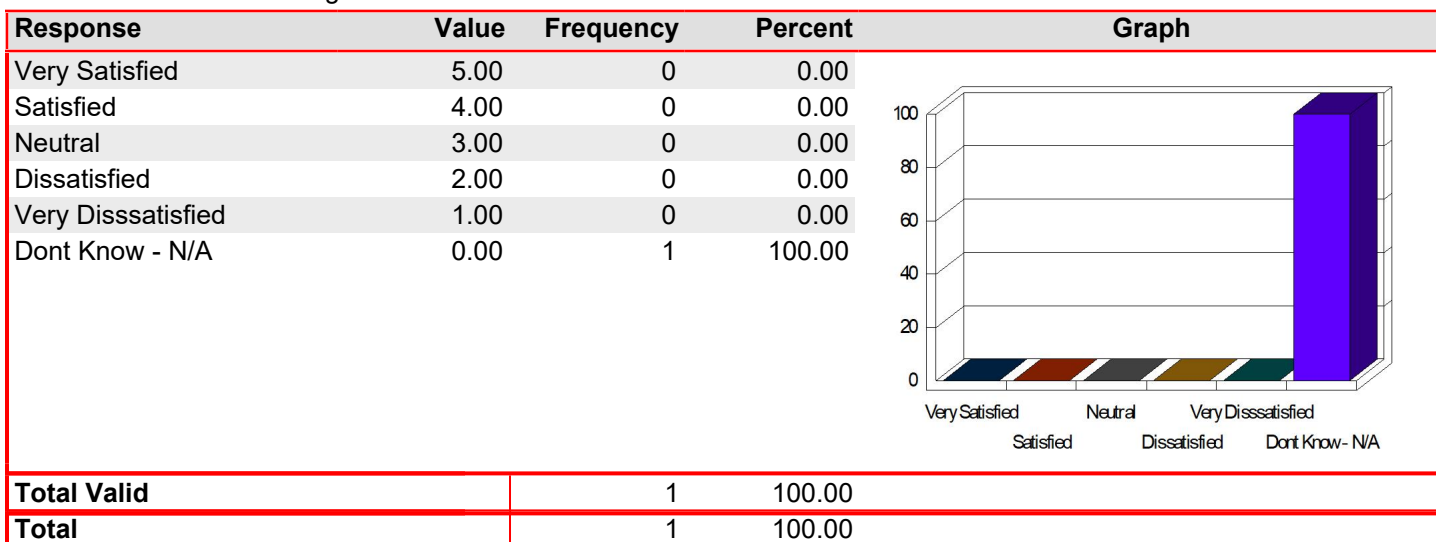 Response Value Frequency Percent Graph
Very Satisfied 5.00 0 0.00
Satisfied 4.00 0 0.00
Neutral 3.00 0 0.00
Dissatisfied 2.00 0 0.00
Very Disssatisfied 1.00 0 0.00
Dont Know - N/A 0.00 1 100.00
100
80
60
40
20
0
Very Satisfied Neutral Very Disssatisfied
Satisfied Dissatisfied Dont Know - N/A
Total Valid 1 100.00
Total 1 100.00